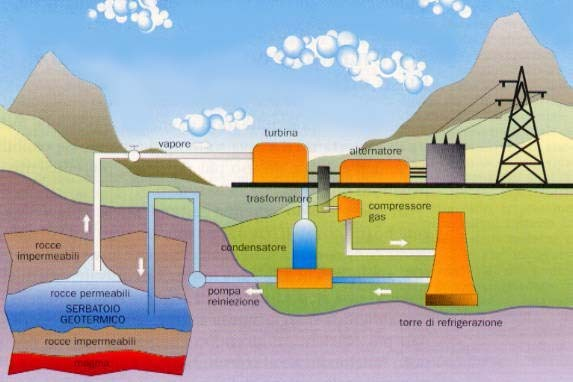 turbina
vapore
alternatore
trasformatore
compressore
gas
rocce
impermeabili
condensatore
rocce permeabili
pompa
reiniezione
SERBATOIO
GEOTERMICO
torre di refrigerazione
rocce impermeabili
magma